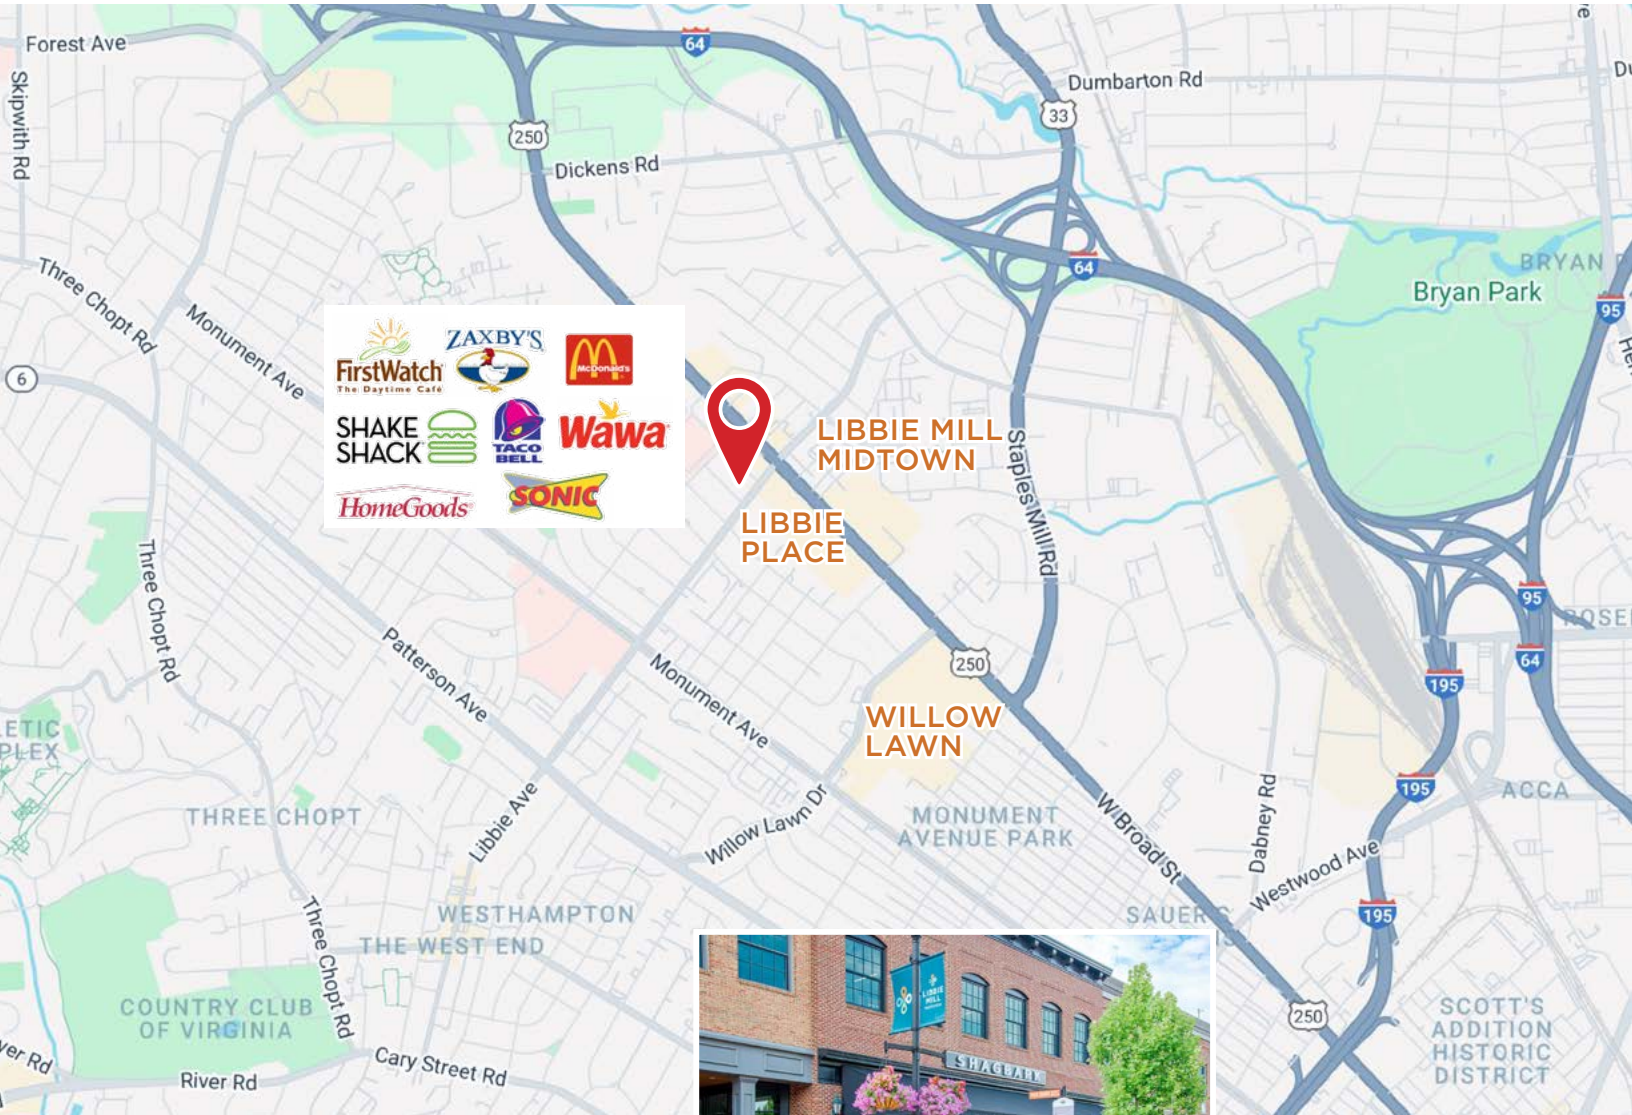 Forest Ave
64
Dumbarton Rd
33
Skipwith Rd
250
Dickens Rd
64
BRYAN
Bryan Park
95
Three Chopt Rd
Monument Ave
6
FirstWatch
The Daytime Café
ZAXBY'S
McDonald's
SHAKE
SHACK
TACO
BELL
Wawa
HomeGoods
SONIC
LIBBIE MILL
MIDTOWN
LIBBIE
PLACE
Staples Mill Rd
Three Chopt Rd
95
64
195
Patterson Ave
Monument Ave
250
WILLOW
LAWN
THREE CHOPT
Libbie Ave
Willow Lawn Dr
MONUMENT
AVENUE PARK
W Broad St
Dabney Rd
195
ACCA
Westwood Ave
195
SAUER'S
WESTHAMPTON
THE WEST END
Three Chopt Rd
COUNTRY CLUB
OF VIRGINIA
River Rd
Cary Street Rd
LIBBIE
MILL
SHAGBARK
250
SCOTT'S
ADDITION
HISTORIC
DISTRICT